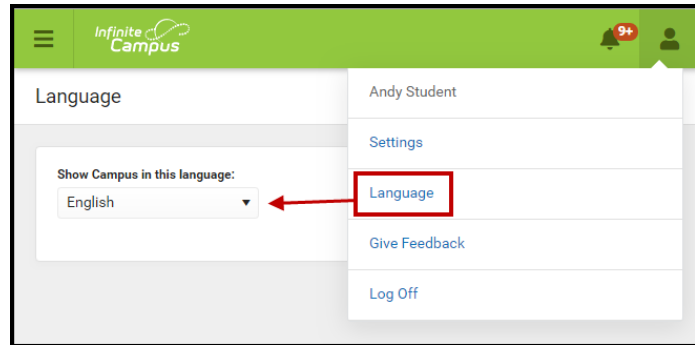 Infinite
Campus
9+
Language
Andy Student
Settings
Show Campus in this language:
English
Language
Give Feedback
Log Off